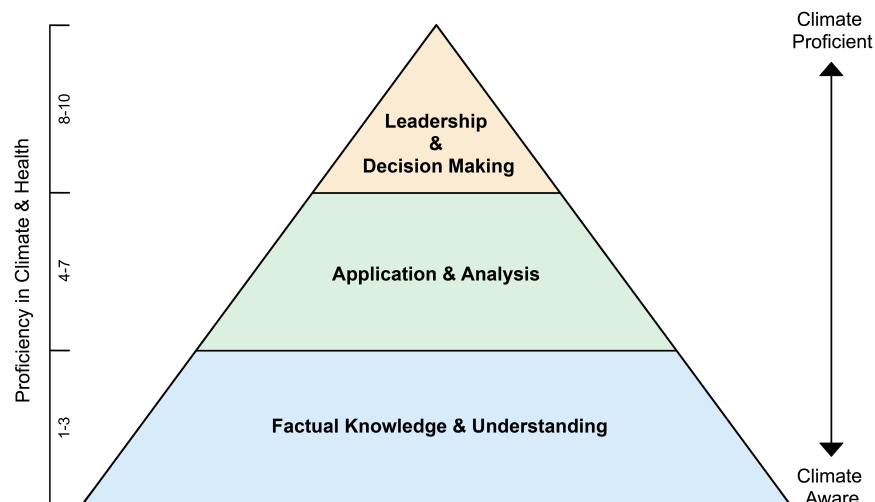 Climate
Proficient
8-10
Leadership
&
Decision Making
Proficiency in Climate & Health
4-7
Application & Analysis
1-3
Factual Knowledge & Understanding
Climate
Aware